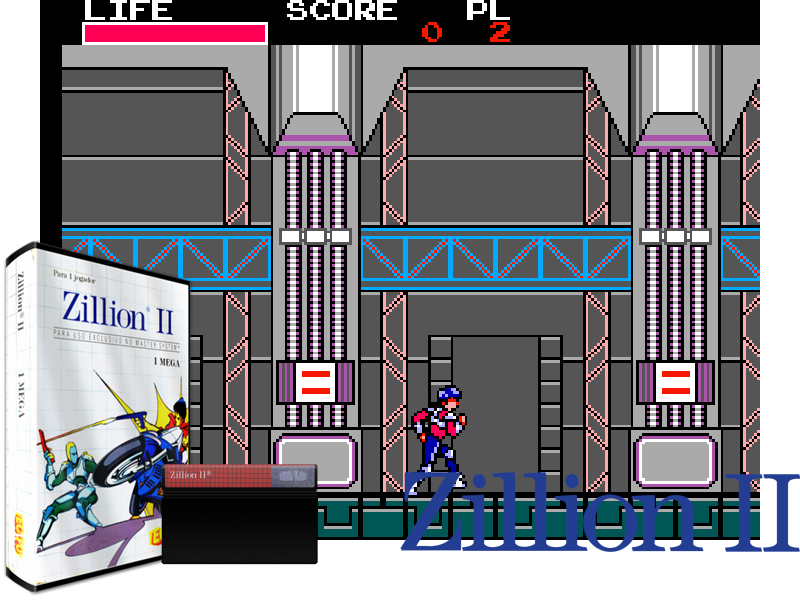 LIFE SCORE PL
0 2
Para 1 jogador
Zillion® II
PARA USO EXCLUSIVO NO MASTER SYSTEM®
1 MEGA
Zillion II®
1 MEGA
Zillion II®
Zillion II